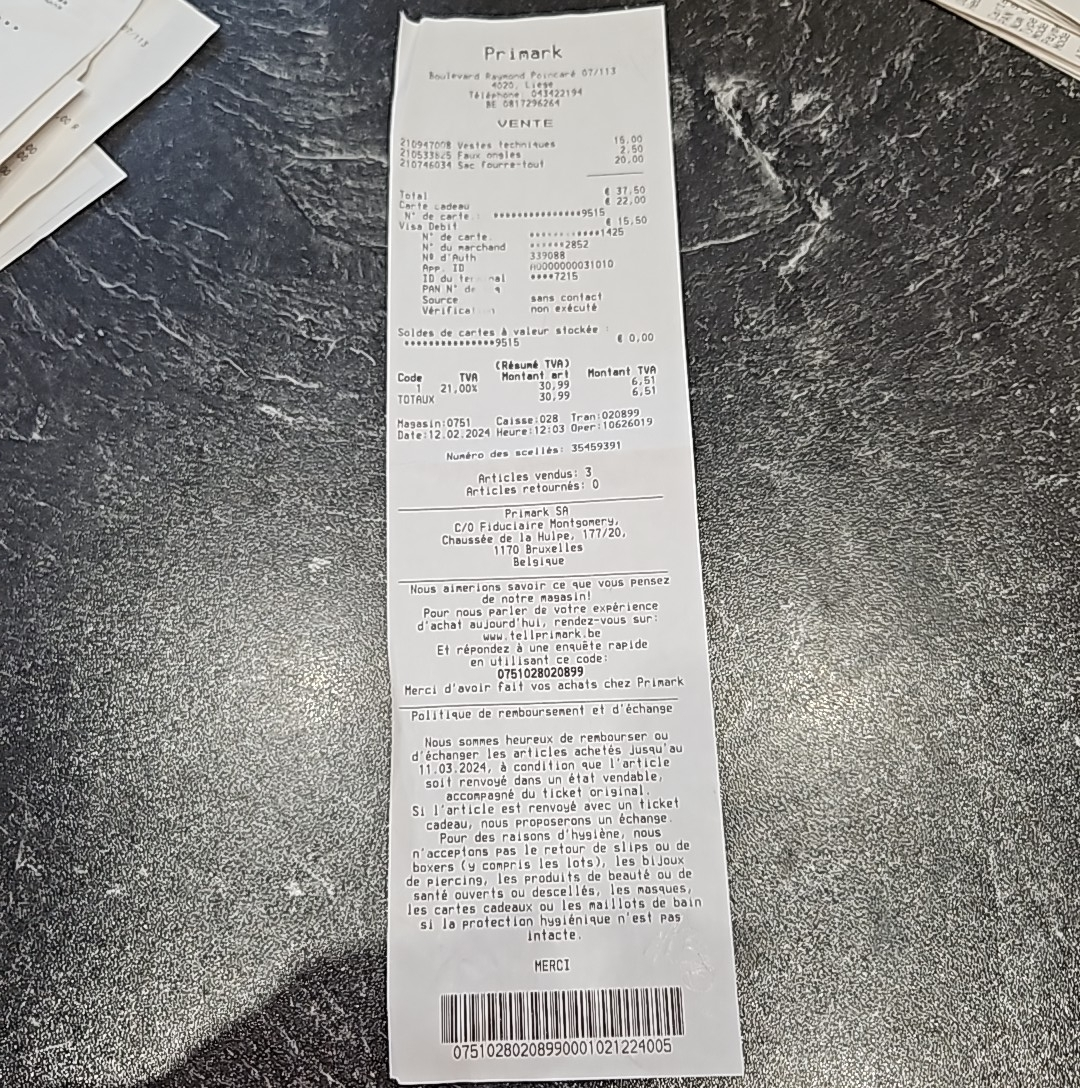 Primark
Boulevard Raymond Poincaré 07/113
4020, Liege
Téléphone: 043422194
BE 0817296264
VENTE
210947008 Vestes techniques 15,00
210533625 Faux ongles 2,50
210746034 Sac fourre-tout 20,00
Total € 37,50
Carte cadeau € 22,00
N° de carte.: ***************9515
Visa Debit € 15,50
N° de carte. ************1425
N° du marchand ******2852
Nº d'Auth 339088
App. ID A0000000031010
ID du terminal ****7215
PAN N° de
Source sans contact
Vérification non exécuté
Soldes de cartes à valeur stockée :
***************9515 € 0,00
(Résumé TVA)
Code TVA Montant art Montant TVA
1 21,00% 30,99 6,51
TOTAUX 30,99 6,51
Magasin:0751 Caisse:028 Tran:020899
Date:12.02.2024 Heure:12:03 Oper:10626019
Numéro des scellés: 35459391
Articles vendus: 3
Articles retournés: 0
Primark SA
C/O Fiduciaire Montgomery,
Chaussée de la Hulpe, 177/20,
1170 Bruxelles
Belgique
Nous aimerions savoir ce que vous pensez
de notre magasin!
Pour nous parler de votre expérience
d'achat aujourd'hui, rendez-vous sur:
www.tellprimark.be
Et répondez à une enquête rapide
en utilisant ce code:
0751028020899
Merci d'avoir fait vos achats chez Primark
Politique de remboursement et d'échange
Nous sommes heureux de rembourser ou
d'échanger les articles achetés jusqu'au
11.03.2024, à condition que l'article
soit renvoyé dans un état vendable,
accompagné du ticket original.
Si l'article est renvoyé avec un ticket
cadeau, nous proposerons un échange.
Pour des raisons d'hygiène, nous
n'acceptons pas le retour de slips ou de
boxers (y compris les lots), les bijoux
de piercing, les produits de beauté ou de
santé ouverts ou descellés, les masques,
les cartes cadeaux ou les maillots de bain
si la protection hygiénique n'est pas
intacte.
MERCI
07510280208990001021224005